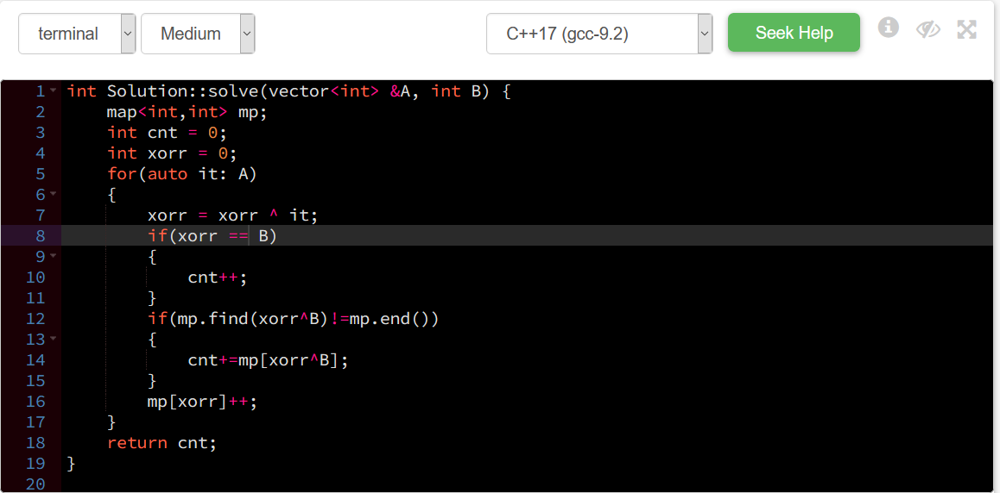 terminal Medium C++17 (gcc-9.2) Seek Help
1 int Solution::solve(vector<int> &A, int B) {
2     map<int,int> mp;
3     int cnt = 0;
4     int xorr = 0;
5     for(auto it: A)
6     {
7         xorr = xorr ^ it;
8         if(xorr == B)
9         {
10             cnt++;
11         }
12         if(mp.find(xorr^B)!=mp.end())
13         {
14             cnt+=mp[xorr^B];
15         }
16         mp[xorr]++;
17     }
18     return cnt;
19 }
20